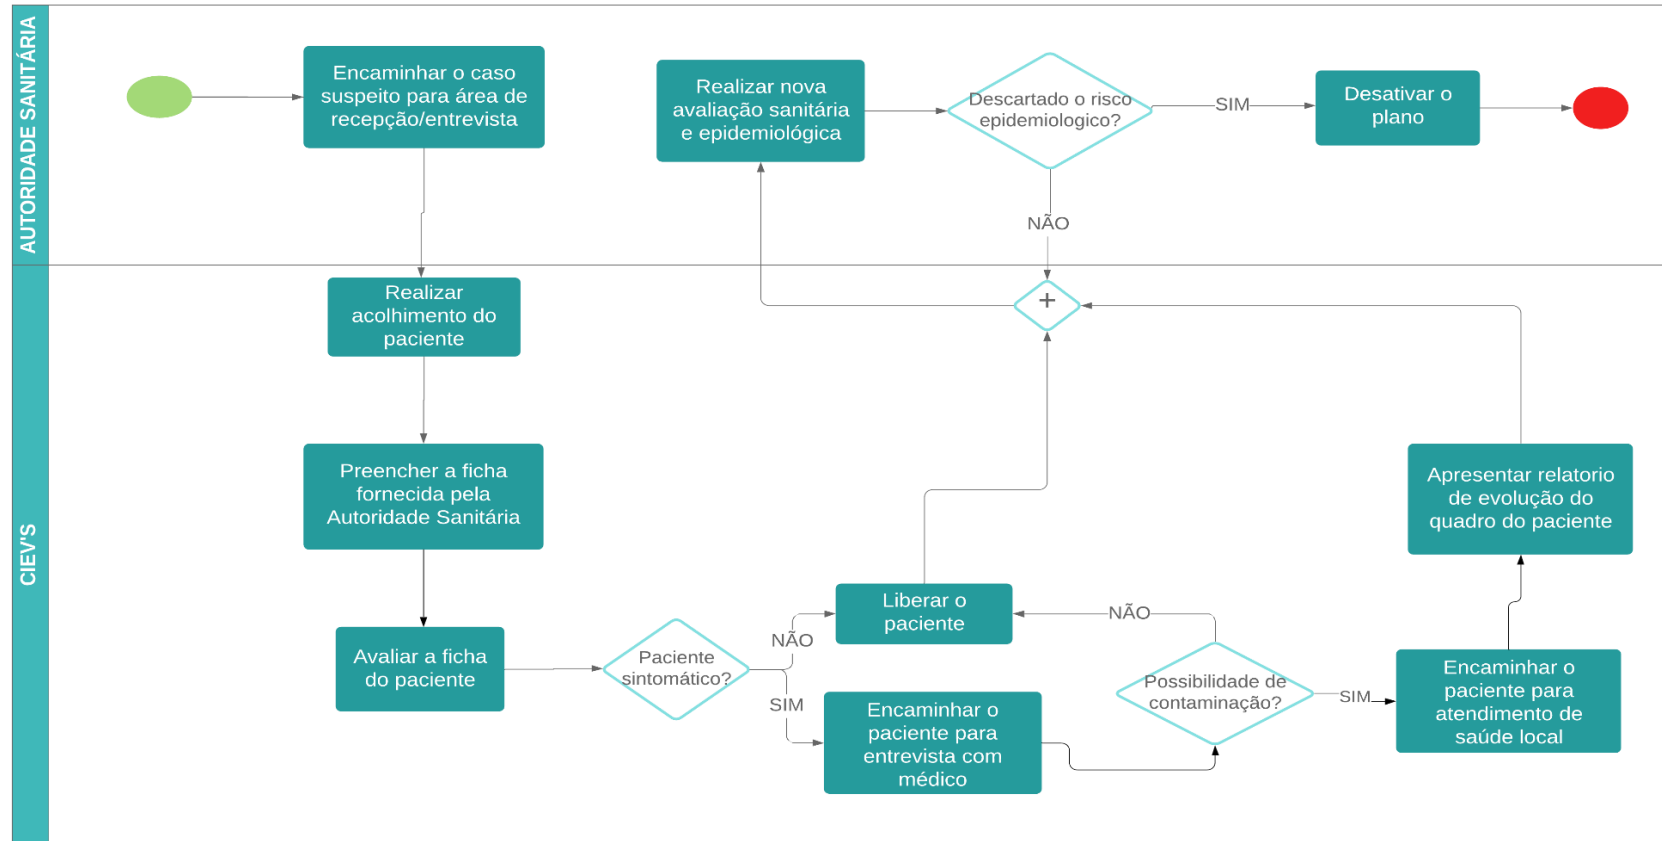 AUTORIDADE SANITÁRIA
Encaminhar o caso
suspeito para área de
recepção/entrevista
Realizar nova
avaliação sanitária
e epidemiológica
Descartado o risco
epidemiologico?
SIM
Desativar o
plano
NÃO
CIEV'S
Realizar
acolhimento do
paciente
+
Preencher a ficha
fornecida pela
Autoridade Sanitária
Apresentar relatorio
de evolução do
quadro do paciente
Avaliar a ficha
do paciente
Paciente
sintomático?
NÃO
SIM
Liberar o
paciente
Encaminhar o
paciente para
entrevista com
médico
NÃO
Possibilidade de
contaminação?
SIM
Encaminhar o
paciente para
atendimento de
saúde local